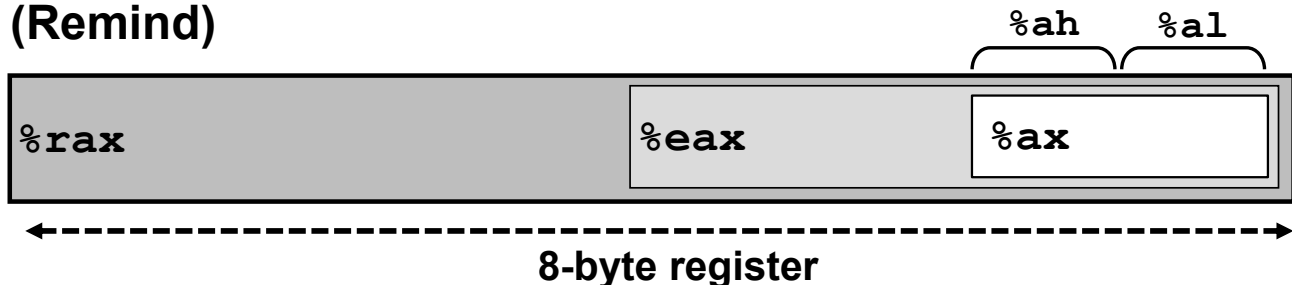 (Remind)
%ah %al
%rax %eax %ax
8-byte register